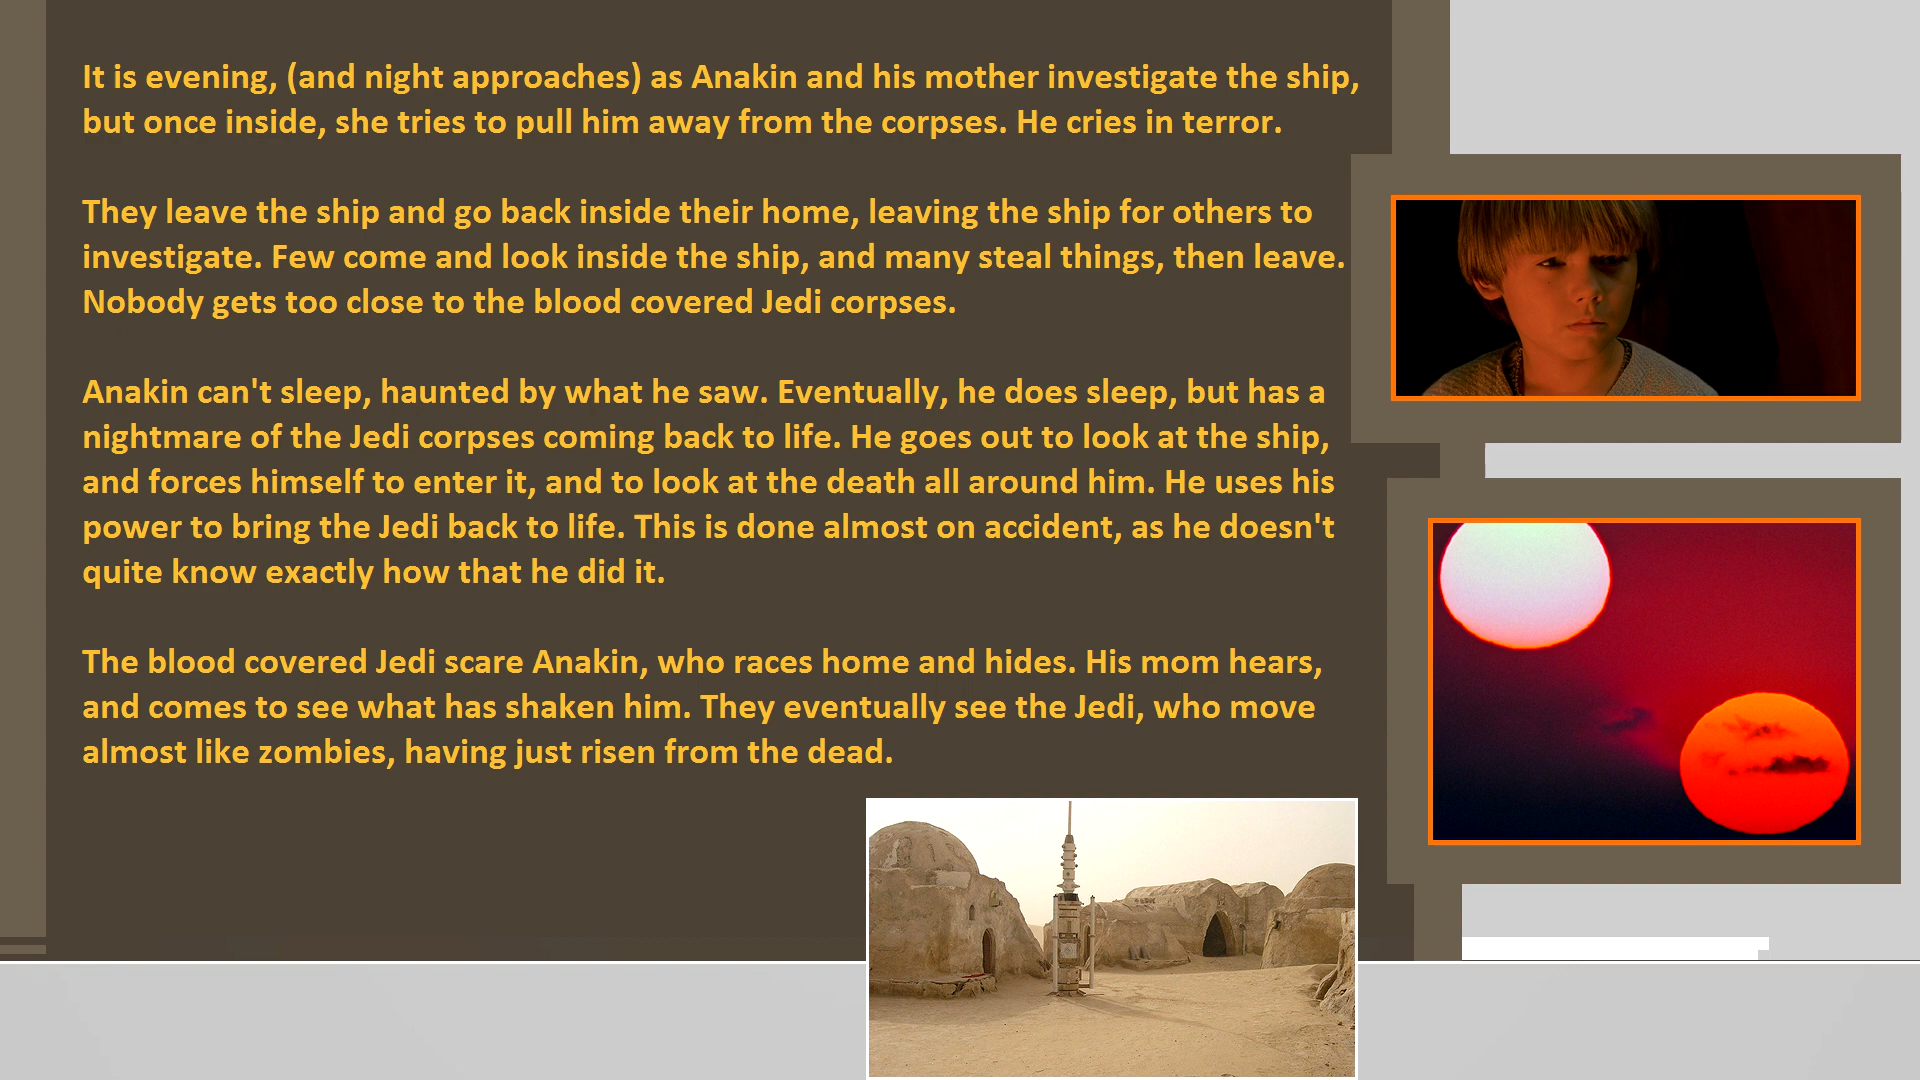 It is evening, (and night approaches) as Anakin and his mother investigate the ship,
but once inside, she tries to pull him away from the corpses. He cries in terror.
They leave the ship and go back inside their home, leaving the ship for others to
investigate. Few come and look inside the ship, and many steal things, then leave.
Nobody gets too close to the blood covered Jedi corpses.
Anakin can't sleep, haunted by what he saw. Eventually, he does sleep, but has a
nightmare of the Jedi corpses coming back to life. He goes out to look at the ship,
and forces himself to enter it, and to look at the death all around him. He uses his
power to bring the Jedi back to life. This is done almost on accident, as he doesn't
quite know exactly how that he did it.
The blood covered Jedi scare Anakin, who races home and hides. His mom hears,
and comes to see what has shaken him. They eventually see the Jedi, who move
almost like zombies, having just risen from the dead.